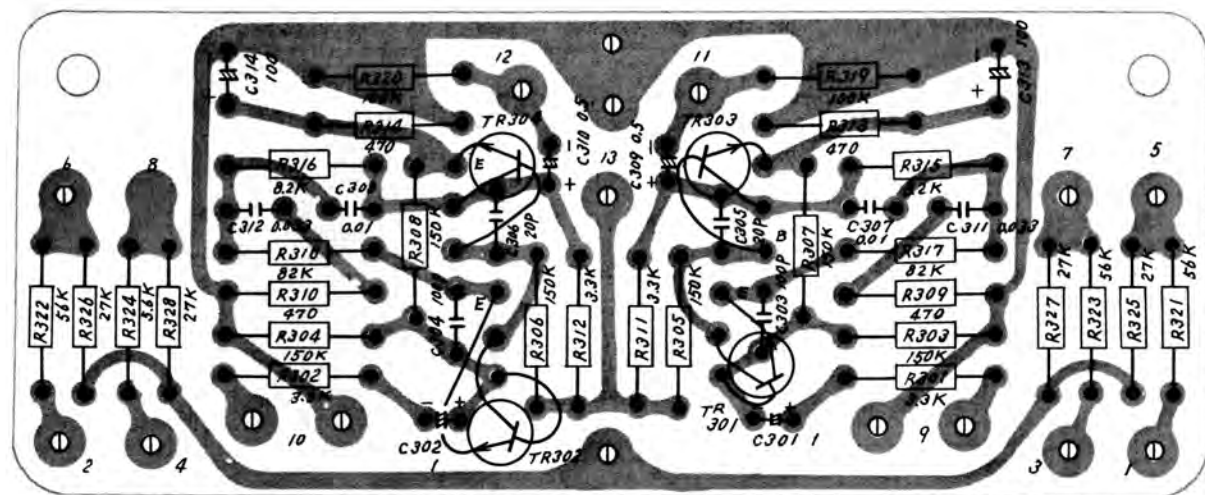 C314 100
R320
100K
12
11
R319
100K
C313 100
R314
470
TR304
C310 0.5
C309 0.5
TR303
R313
470
6
8
R316
8.2K
E
13
R315
8.2K
7
5
C312 0.033
0.01
R308
150K
C306
20P
C305
20P
B
R307
150K
C307
0.01
C311 0.033
R318
82K
R317
82K
R322
56K
R326
27K
R324
5.6K
R328
27K
R310
470
C304
E
150K
3.3K
3.3K
150K
C303
100P
R309
470
R327
27K
R323
56K
R325
27K
R321
56K
R304
150K
R306
R312
R311
R305
R303
150K
R302
3.3K
R301
3.3K
- +
C302 1
TR302
TR 301
C301 1
10
9
2
4
3
1